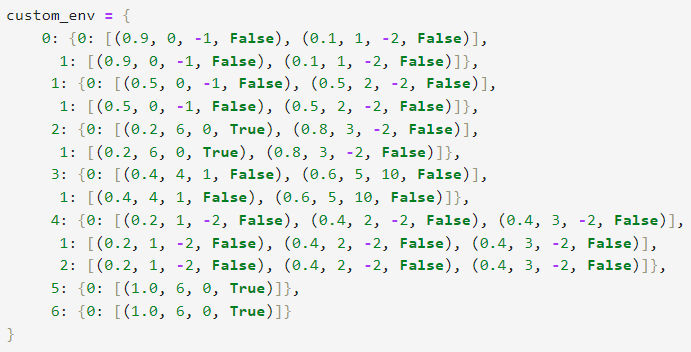 custom_env = {
    0: {0: [(0.9, 0, -1, False), (0.1, 1, -2, False)],
      1: [(0.9, 0, -1, False), (0.1, 1, -2, False)]},
     1: {0: [(0.5, 0, -1, False), (0.5, 2, -2, False)],
      1: [(0.5, 0, -1, False), (0.5, 2, -2, False)]},
     2: {0: [(0.2, 6, 0, True), (0.8, 3, -2, False)],
      1: [(0.2, 6, 0, True), (0.8, 3, -2, False)]},
     3: {0: [(0.4, 4, 1, False), (0.6, 5, 10, False)],
      1: [(0.4, 4, 1, False), (0.6, 5, 10, False)]},
     4: {0: [(0.2, 1, -2, False), (0.4, 2, -2, False), (0.4, 3, -2, False)],
      1: [(0.2, 1, -2, False), (0.4, 2, -2, False), (0.4, 3, -2, False)],
      2: [(0.2, 1, -2, False), (0.4, 2, -2, False), (0.4, 3, -2, False)]},
     5: {0: [(1.0, 6, 0, True)]},
     6: {0: [(1.0, 6, 0, True)]}
}